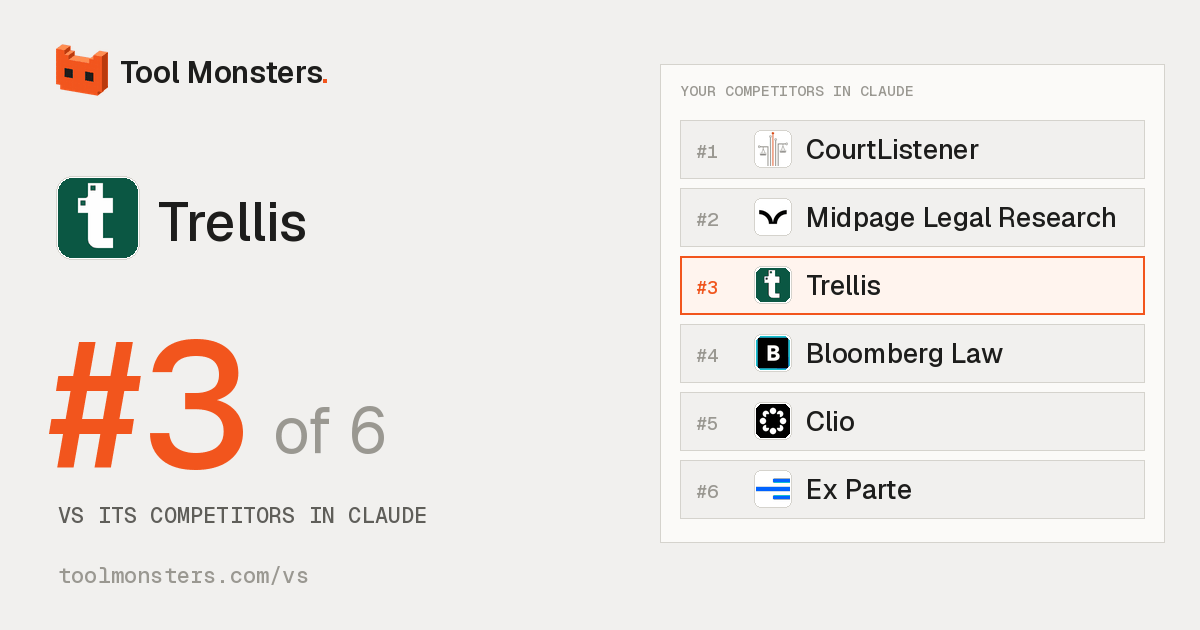 Tool Monsters.
t
Trellis
#3 of 6
VS ITS COMPETITORS IN CLAUDE
toolmonsters.com/vs
YOUR COMPETITORS IN CLAUDE
#1 CourtListener
#2 Midpage Legal Research
#3 t Trellis
#4 B Bloomberg Law
#5 Clio
#6 Ex Parte